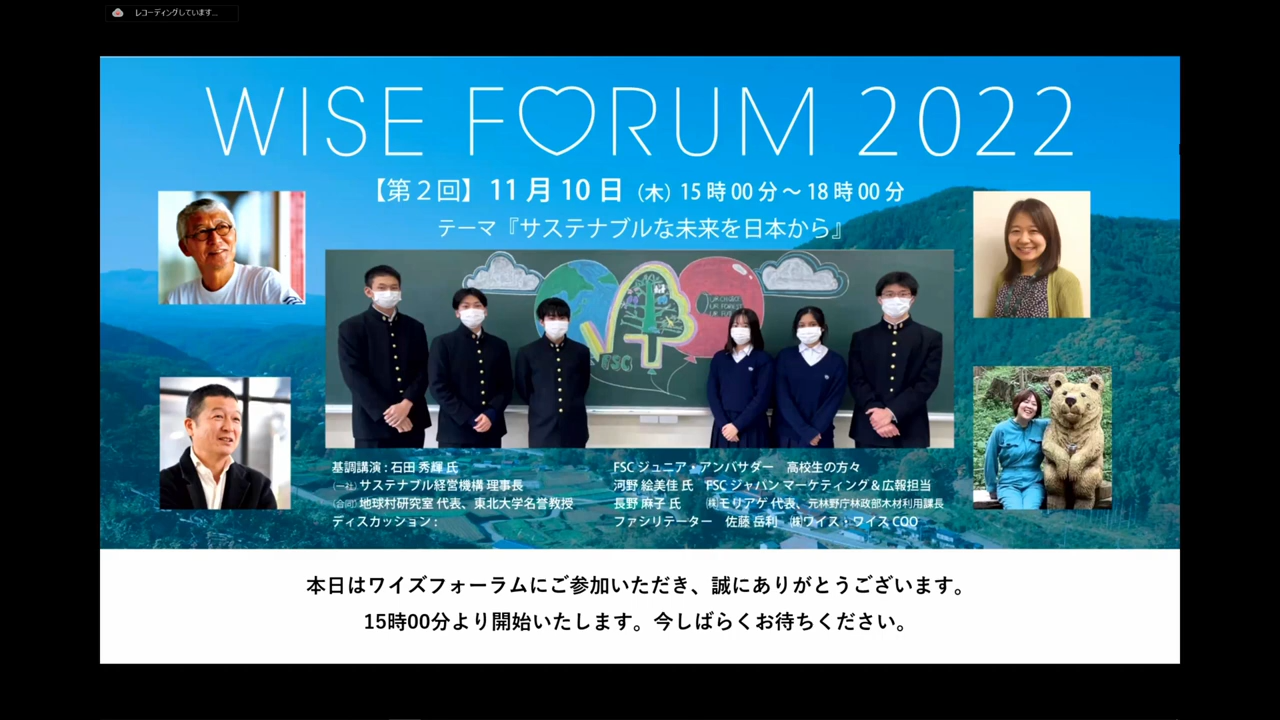 レコーディングしています...
WISE FORUM 2022
【第2回】 11月10日（木）15時00分～18時00分
テーマ『サステナブルな未来を日本から』
FSC
基調講演：石田 秀輝 氏
(一社) サステナブル経営機構 理事長
(合同) 地球村研究室 代表、東北大学名誉教授
ディスカッション：
FSC ジュニア・アンバサダー　高校生の方々
河野 絵美佳 氏　FSC ジャパン マーケティング＆広報担当
長野 麻子 氏　㈱モリアゲ 代表、元林野庁林政部木材利用課長
ファシリテーター　佐藤 岳利　㈱ワイス・ワイス COO
本日はワイズフォーラムにご参加いただき、誠にありがとうございます。
15時00分より開始いたします。今しばらくお待ちください。